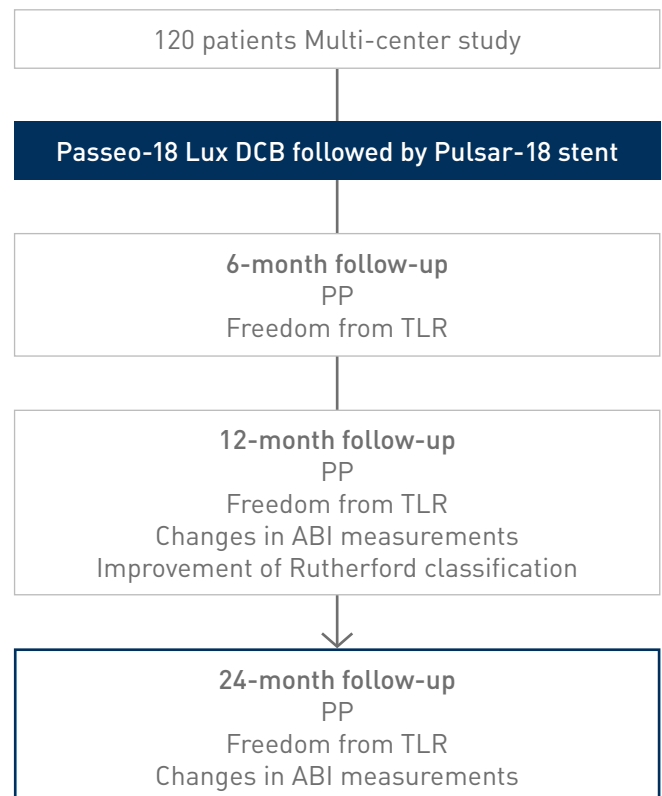 120 patients Multi-center study
Passeo-18 Lux DCB followed by Pulsar-18 stent
6-month follow-up
PP
Freedom from TLR
12-month follow-up
PP
Freedom from TLR
Changes in ABI measurements
Improvement of Rutherford classification
24-month follow-up
PP
Freedom from TLR
Changes in ABI measurements